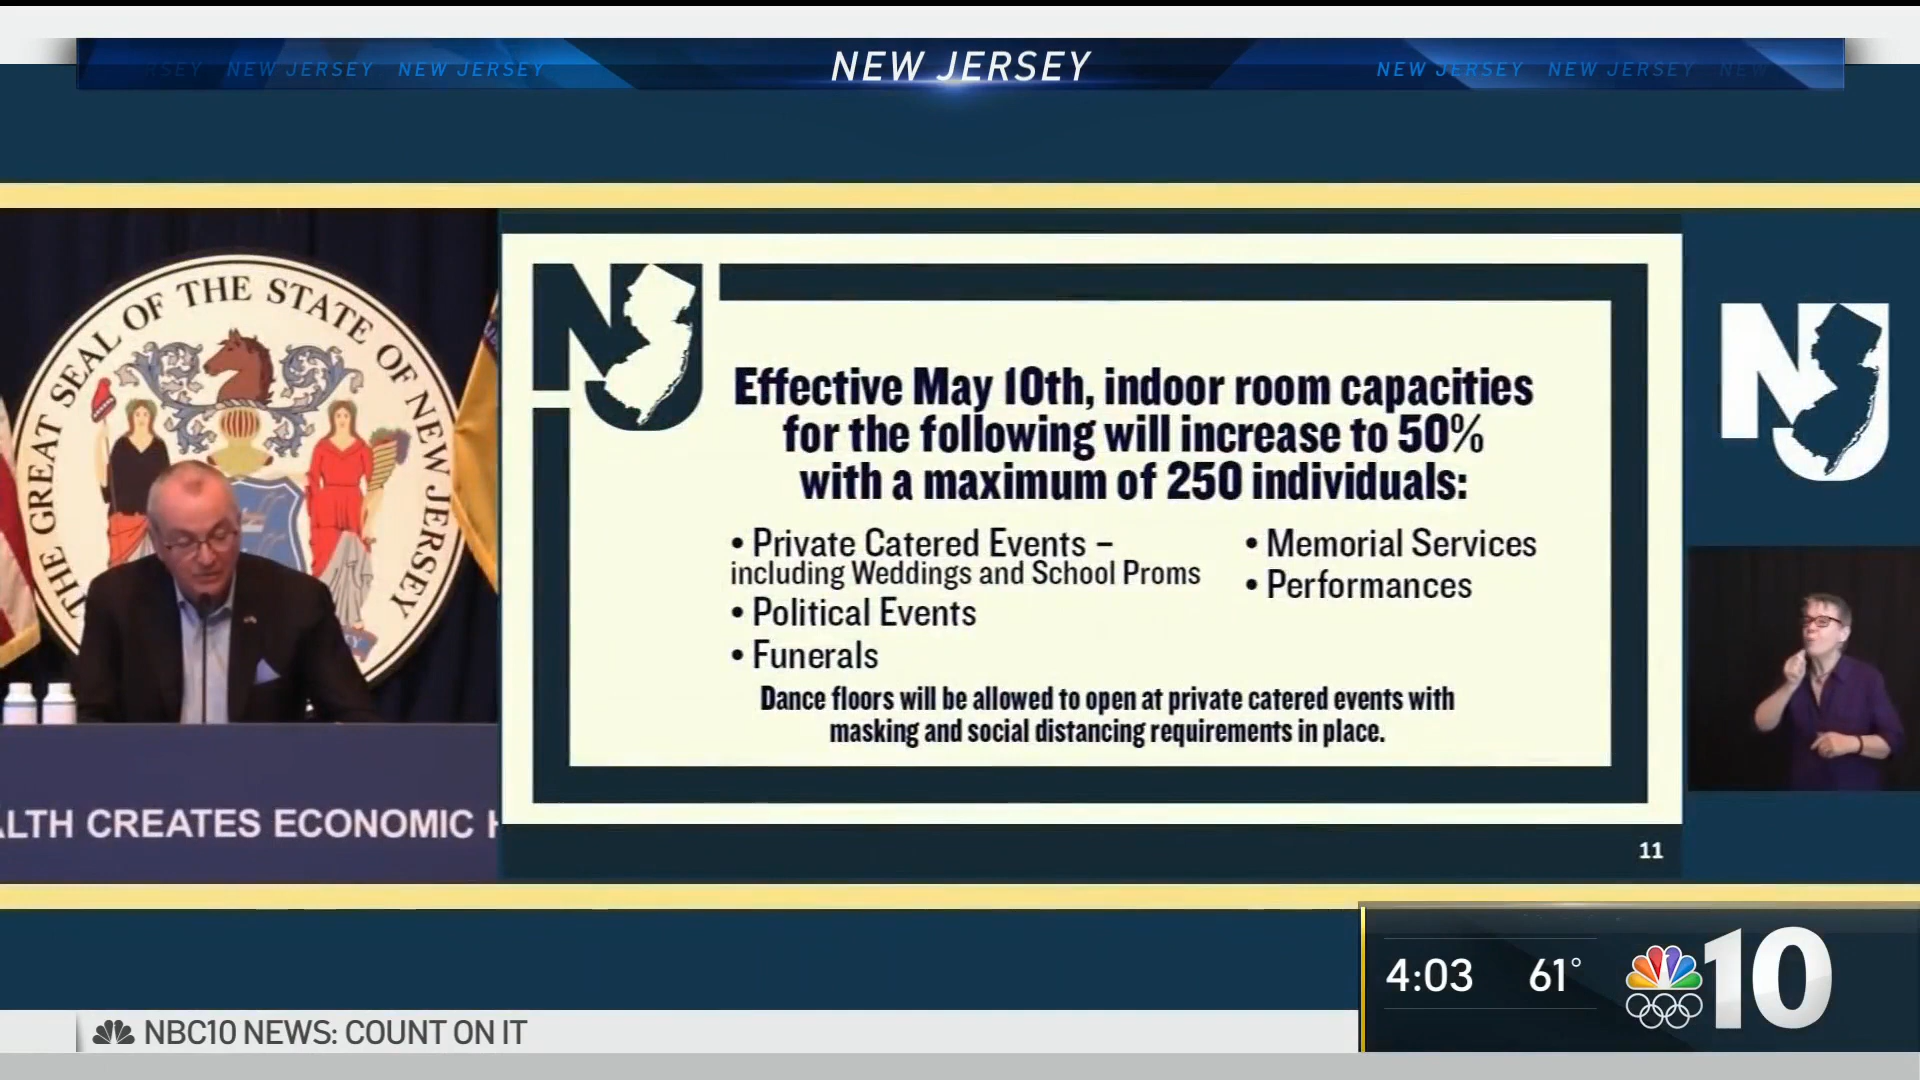 NEW JERSEY
NEW JERSEY
NEW JERSEY
NEW JERSEY
NEW JERSEY
NEW
THE GREAT SEAL OF THE STATE OF NEW JERSEY
NJ
Effective May 10th, indoor room capacities
for the following will increase to 50%
with a maximum of 250 individuals:
• Private Catered Events –
including Weddings and School Proms
• Political Events
• Funerals
• Memorial Services
• Performances
Dance floors will be allowed to open at private catered events with
masking and social distancing requirements in place.
11
NJ
CREATES ECONOMIC
4:03 61°
10
NBC10 NEWS: COUNT ON IT